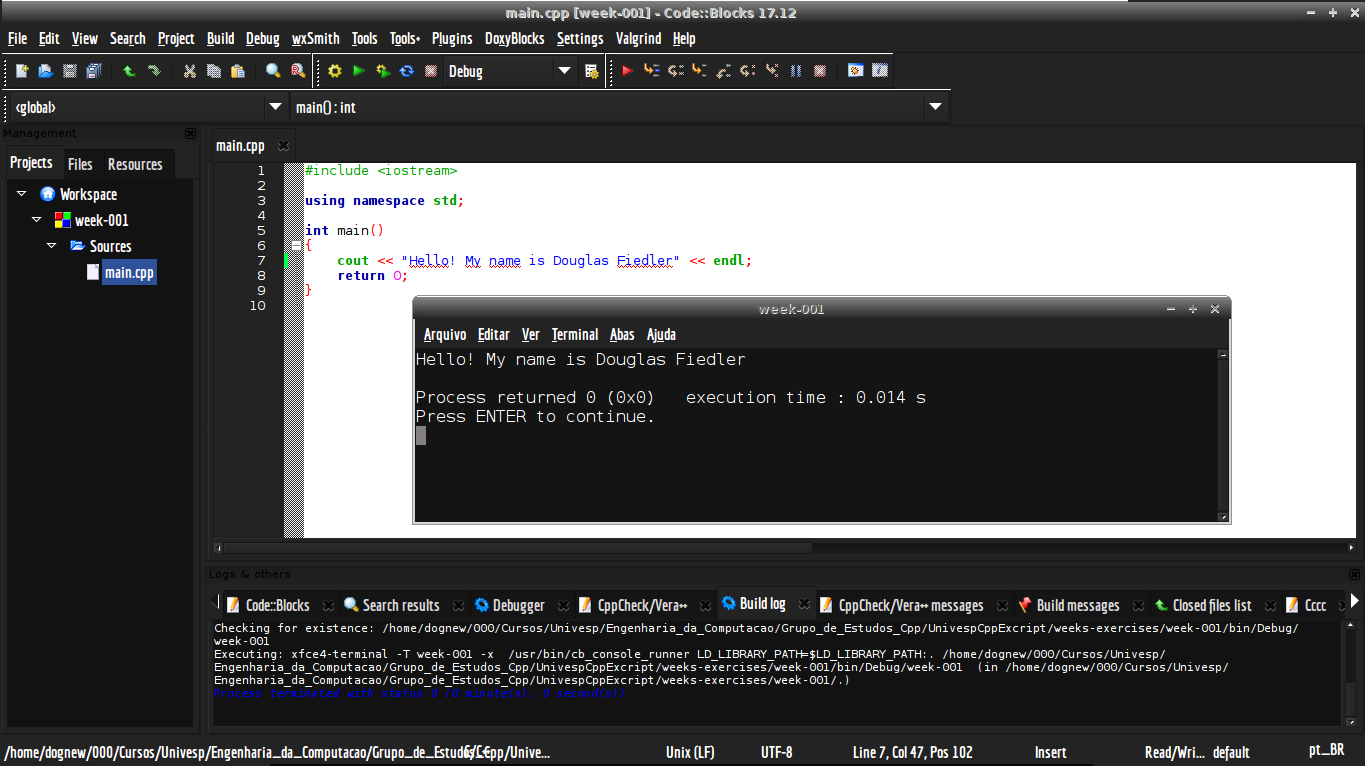 main.cpp [week-001] - Code::Blocks 17.12
File Edit View Search Project Build Debug wxSmith Tools Tools+ Plugins DoxyBlocks Settings Valgrind Help
Debug
<global> main() : int
Management
Projects Files Resources
Workspace
week-001
Sources
main.cpp
main.cpp
1 #include <iostream>
2
3 using namespace std;
4
5 int main()
6 {
7 cout << "Hello! My name is Douglas Fiedler" << endl;
8 return 0;
9 }
10
week-001
Arquivo Editar Ver Terminal Abas Ajuda
Hello! My name is Douglas Fiedler
Process returned 0 (0x0) execution time : 0.014 s
Press ENTER to continue.
Logs & others
Code::Blocks Search results Debugger CppCheck/Vera++ Build log CppCheck/Vera++ messages Build messages Closed files list Cccc
Checking for existence: /home/dognew/000/Cursos/Univesp/Engenharia_da_Computacao/Grupo_de_Estudos_Cpp/UnivespCppExcript/weeks-exercises/week-001/bin/Debug/
week-001
Executing: xfce4-terminal -T week-001 -x /usr/bin/cb_console_runner LD_LIBRARY_PATH=$LD_LIBRARY_PATH:. /home/dognew/000/Cursos/Univesp/
Engenharia_da_Computacao/Grupo_de_Estudos_Cpp/UnivespCppExcript/weeks-exercises/week-001/bin/Debug/week-001 (in /home/dognew/000/Cursos/Univesp/
Engenharia_da_Computacao/Grupo_de_Estudos_Cpp/UnivespCppExcript/weeks-exercises/week-001/.)
Process terminated with status 0 (0 minute(s), 0 second(s))
/home/dognew/000/Cursos/Univesp/Engenharia_da_Computacao/Grupo_de_Estudos_Cpp/Unive... C/C++ Unix (LF) UTF-8 Line 7, Col 47, Pos 102 Insert Read/Wri... default pt_BR